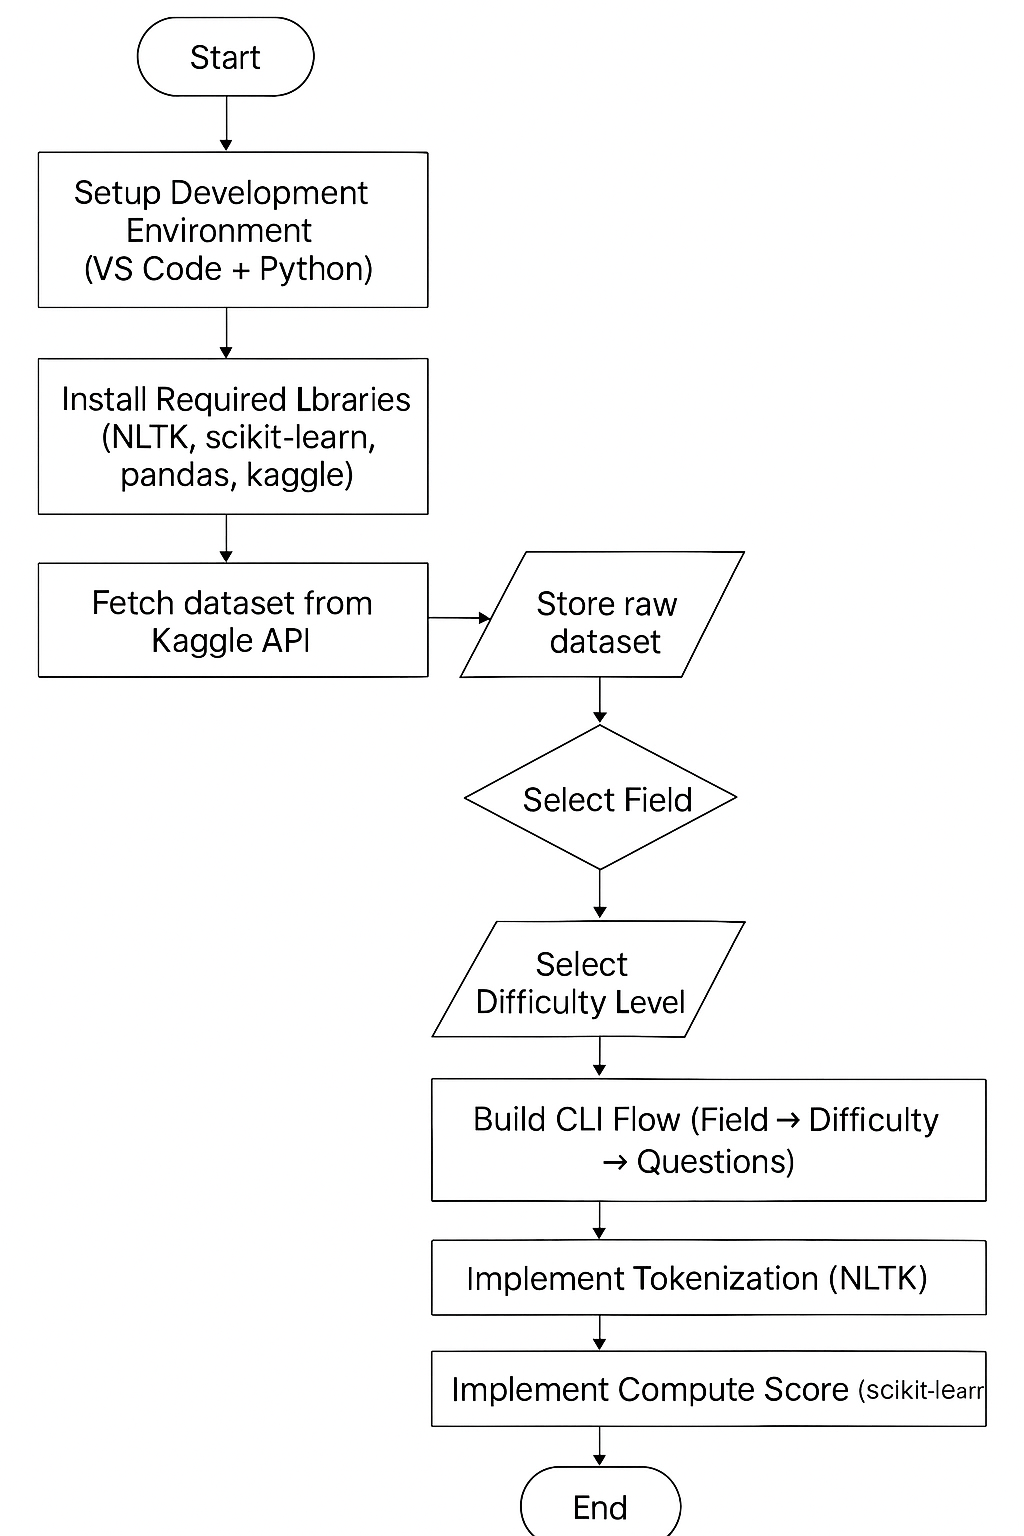 Start
Setup Development
Environment
(VS Code + Python)
Install Required Lbraries
(NLTK, scikit-learn,
pandas, kaggle)
Fetch dataset from
Kaggle API
Store raw
dataset
Select Field
Select
Difficulty Level
Build CLI Flow (Field → Difficulty
→ Questions)
Implement Tokenization (NLTK)
Implement Compute Score (scikit-learr
End